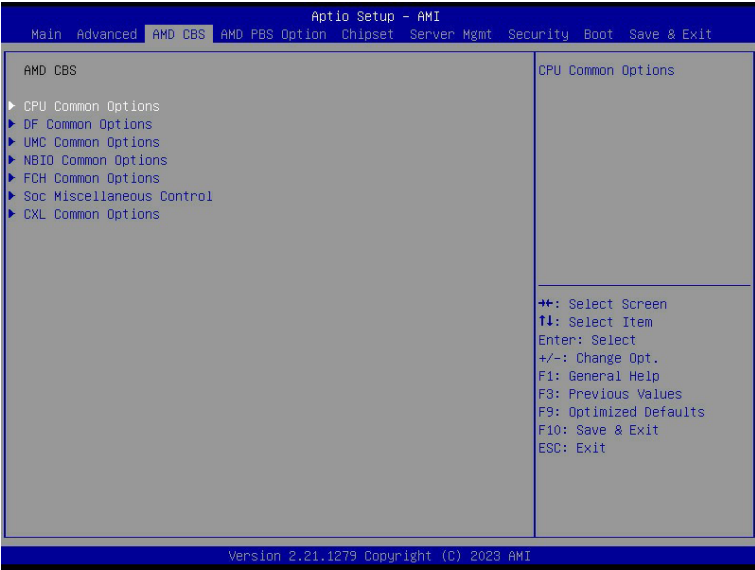 Aptio Setup – AMI
Main Advanced AMD CBS AMD PBS Option Chipset Server Mgmt Security Boot Save & Exit
AMD CBS
CPU Common Options
DF Common Options
UMC Common Options
NBIO Common Options
FCH Common Options
Soc Miscellaneous Control
CXL Common Options
CPU Common Options
→←: Select Screen
↑↓: Select Item
Enter: Select
+/-: Change Opt.
F1: General Help
F3: Previous Values
F9: Optimized Defaults
F10: Save & Exit
ESC: Exit
Version 2.21.1279 Copyright (C) 2023 AMI